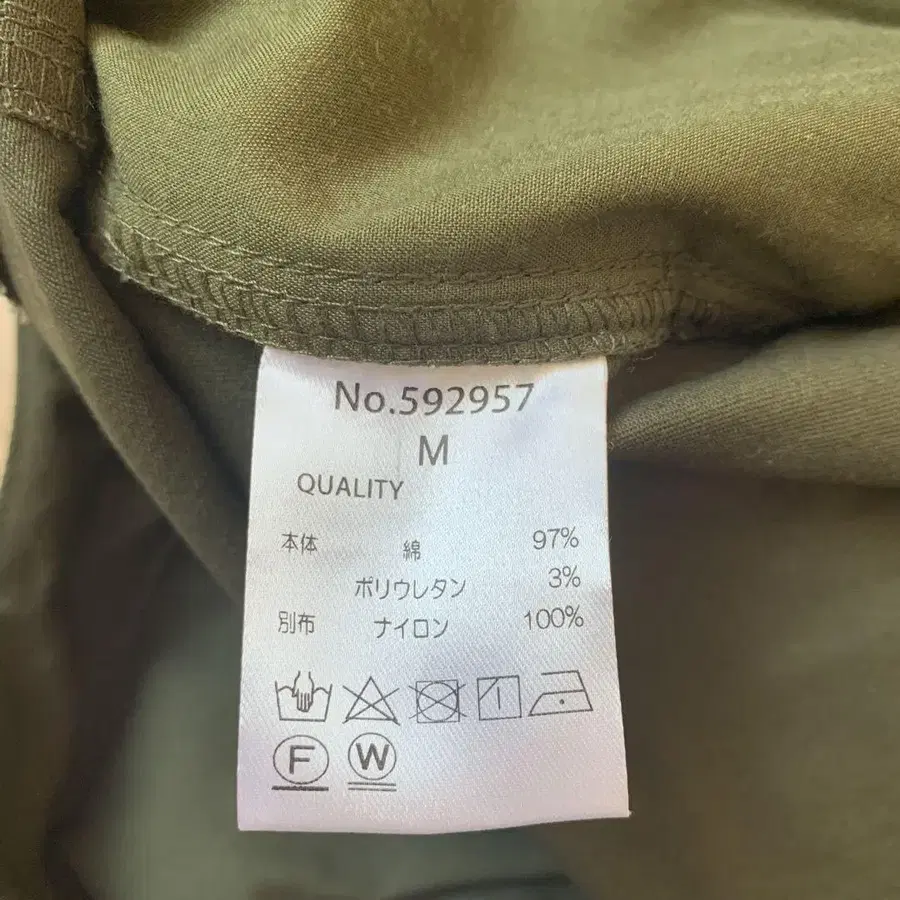 No.592957
M
QUALITY
本体 綿 97%
ポリウレタン 3%
別布 ナイロン 100%
F W